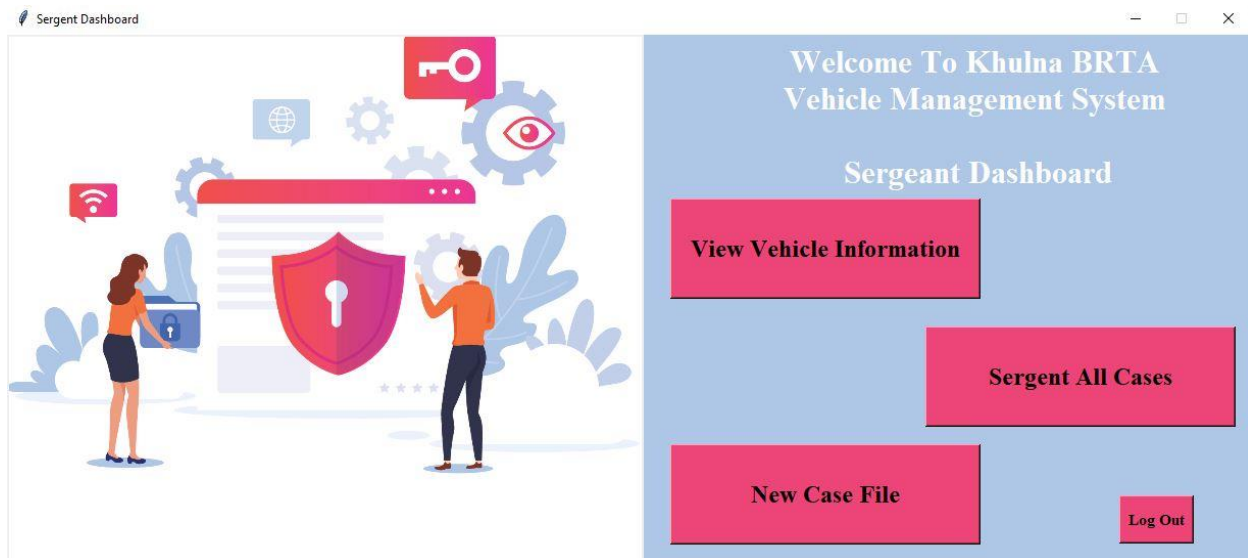 Sergent Dashboard
Welcome To Khulna BRTA
Vehicle Management System
Sergeant Dashboard
View Vehicle Information
Sergent All Cases
New Case File
Log Out